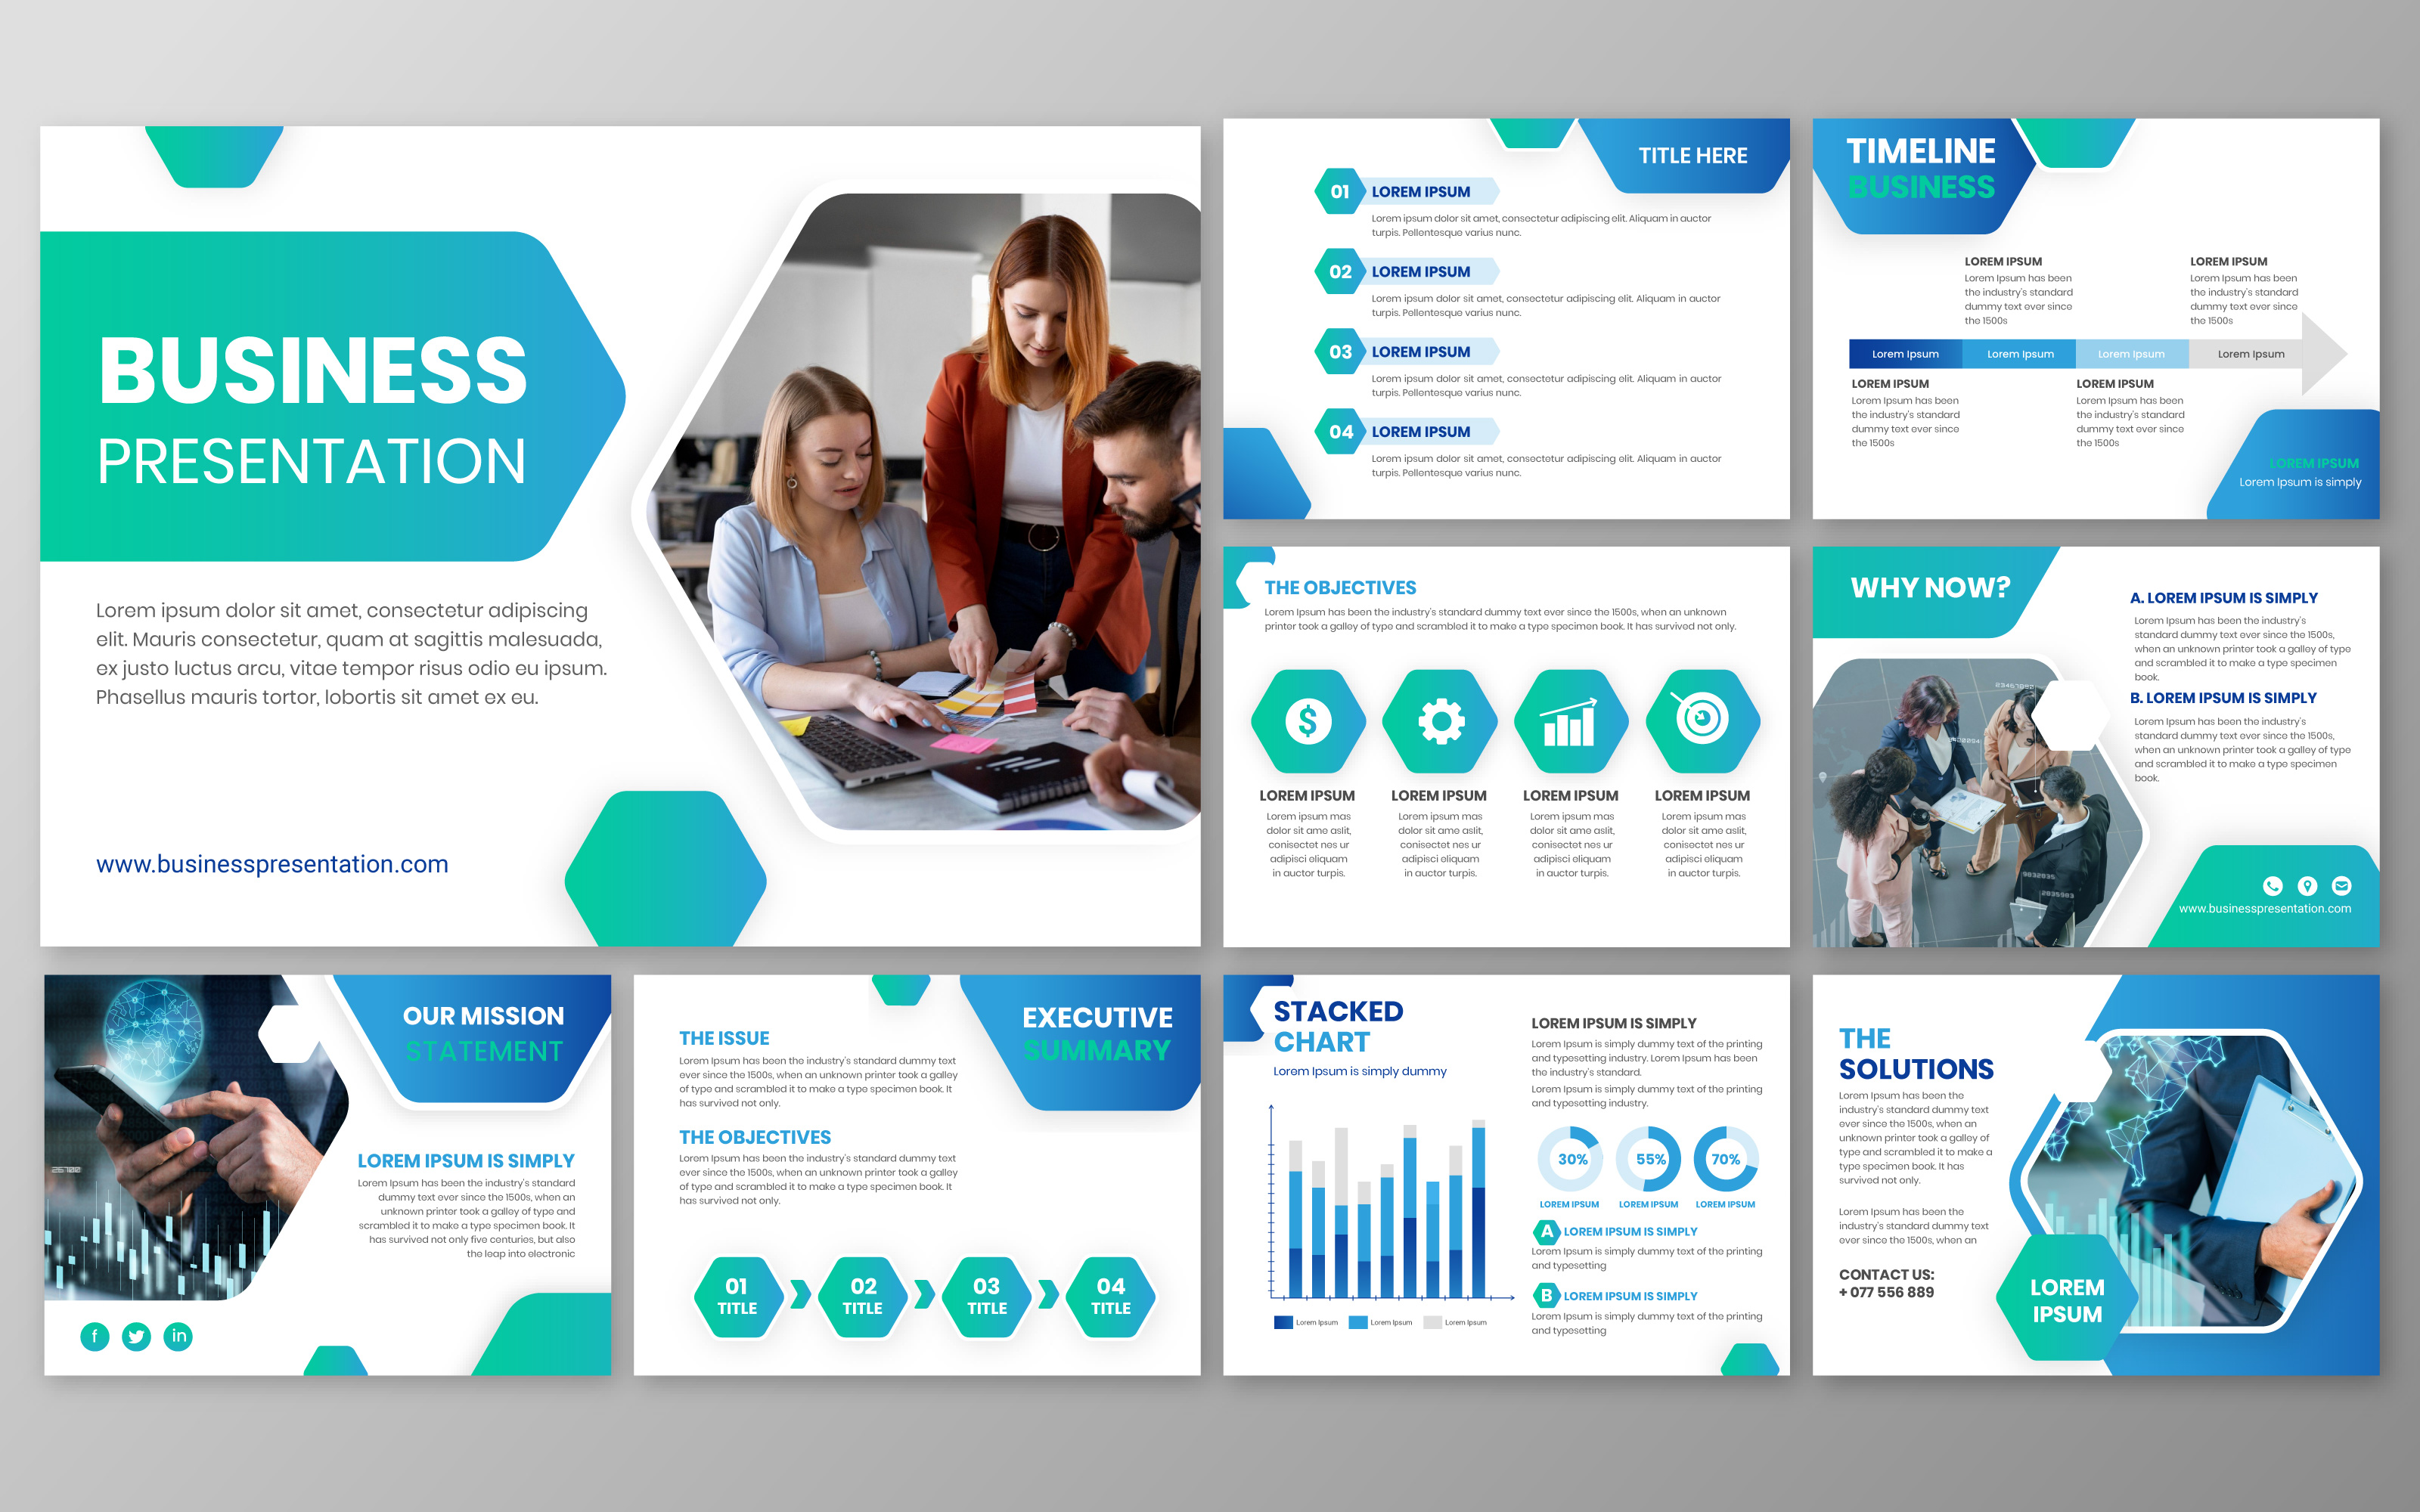 BUSINESS
PRESENTATION
Lorem ipsum dolor sit amet, consectetur adipiscing
elit. Mauris consectetur, quam at sagittis malesuada,
ex justo luctus arcu, vitae tempor risus odio eu ipsum.
Phasellus mauris tortor, lobortis sit amet ex eu.
www.businesspresentation.com
TITLE HERE
01 LOREM IPSUM
Lorem ipsum dolor sit amet, consectetur adipiscing elit. Aliquam in auctor
turpis. Pellentesque varius nunc.
02 LOREM IPSUM
Lorem ipsum dolor sit amet, consectetur adipiscing elit. Aliquam in auctor
turpis. Pellentesque varius nunc.
03 LOREM IPSUM
Lorem ipsum dolor sit amet, consectetur adipiscing elit. Aliquam in auctor
turpis. Pellentesque varius nunc.
04 LOREM IPSUM
Lorem ipsum dolor sit amet, consectetur adipiscing elit. Aliquam in auctor
turpis. Pellentesque varius nunc.
TIMELINE
BUSINESS
LOREM IPSUM
Lorem Ipsum has been
the industry's standard
dummy text ever since
the 1500s
LOREM IPSUM
Lorem Ipsum has been
the industry's standard
dummy text ever since
the 1500s
Lorem Ipsum Lorem Ipsum Lorem Ipsum Lorem Ipsum
LOREM IPSUM
Lorem Ipsum has been
the industry's standard
dummy text ever since
the 1500s
LOREM IPSUM
Lorem Ipsum has been
the industry's standard
dummy text ever since
the 1500s
LOREM IPSUM
Lorem Ipsum is simply
THE OBJECTIVES
Lorem Ipsum has been the industry's standard dummy text ever since the 1500s, when an unknown
printer took a galley of type and scrambled it to make a type specimen book. It has survived not only.
$
LOREM IPSUM
Lorem ipsum mas
dolor sit ame aslit,
conisectet nes ur
adipisci eliquam
in auctor turpis.
LOREM IPSUM
Lorem ipsum mas
dolor sit ame aslit,
conisectet nes ur
adipisci eliquam
in auctor turpis.
LOREM IPSUM
Lorem ipsum mas
dolor sit ame aslit,
conisectet nes ur
adipisci eliquam
in auctor turpis.
LOREM IPSUM
Lorem ipsum mas
dolor sit ame aslit,
conisectet nes ur
adipisci eliquam
in auctor turpis.
WHY NOW?
A. LOREM IPSUM IS SIMPLY
Lorem Ipsum has been the industry's
standard dummy text ever since the 1500s,
when an unknown printer took a galley of type
and scrambled it to make a type specimen
book.
B. LOREM IPSUM IS SIMPLY
Lorem Ipsum has been the industry's
standard dummy text ever since the 1500s,
when an unknown printer took a galley of type
and scrambled it to make a type specimen
book.
www.businesspresentation.com
OUR MISSION
STATEMENT
LOREM IPSUM IS SIMPLY
Lorem Ipsum has been the industry's standard
dummy text ever since the 1500s, when an
unknown printer took a galley of type and
scrambled it to make a type specimen book. It
has survived not only five centuries, but also
the leap into electronic
f in
EXECUTIVE
SUMMARY
THE ISSUE
Lorem Ipsum has been the industry's standard dummy text
ever since the 1500s, when an unknown printer took a galley
of type and scrambled it to make a type specimen book. It
has survived not only.
THE OBJECTIVES
Lorem Ipsum has been the industry's standard dummy text
ever since the 1500s, when an unknown printer took a galley
of type and scrambled it to make a type specimen book. It
has survived not only.
01 02 03 04
TITLE TITLE TITLE TITLE
STACKED
CHART
Lorem Ipsum is simply dummy
Lorem Ipsum Lorem Ipsum Lorem Ipsum
LOREM IPSUM IS SIMPLY
Lorem Ipsum is simply dummy text of the printing
and typesetting industry. Lorem Ipsum has been
the industry's standard.
Lorem Ipsum is simply dummy text of the printing
and typesetting industry.
30% 55% 70%
LOREM IPSUM LOREM IPSUM LOREM IPSUM
A LOREM IPSUM IS SIMPLY
Lorem Ipsum is simply dummy text of the printing
and typesetting
B LOREM IPSUM IS SIMPLY
Lorem Ipsum is simply dummy text of the printing
and typesetting
THE
SOLUTIONS
Lorem Ipsum has been the
industry's standard dummy text
ever since the 1500s, when an
unknown printer took a galley of
type and scrambled it to make a
type specimen book. It has
survived not only.
Lorem Ipsum has been the
industry's standard dummy text
ever since the 1500s, when an
CONTACT US:
+ 077 556 889
LOREM
IPSUM